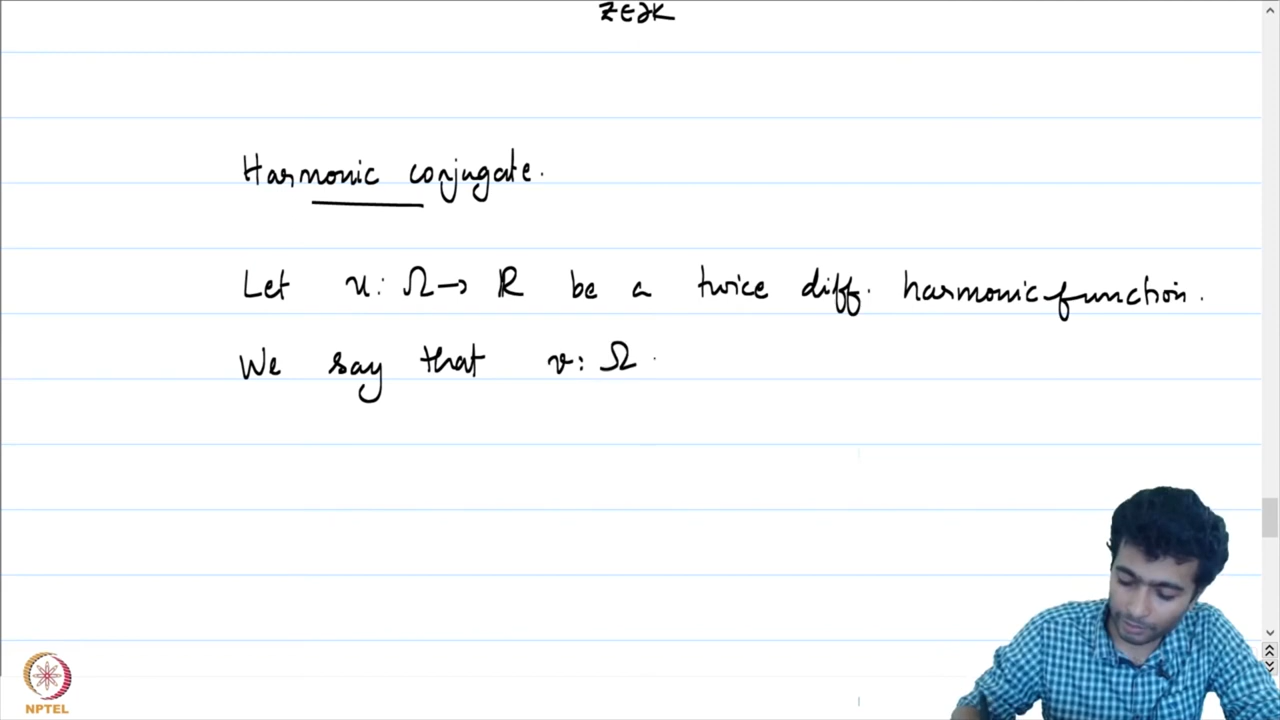 z∈∂K
Harmonic conjugate.
Let u: Ω→ ℝ be a twice diff. harmonic function.
We say that v: Ω
NPTEL